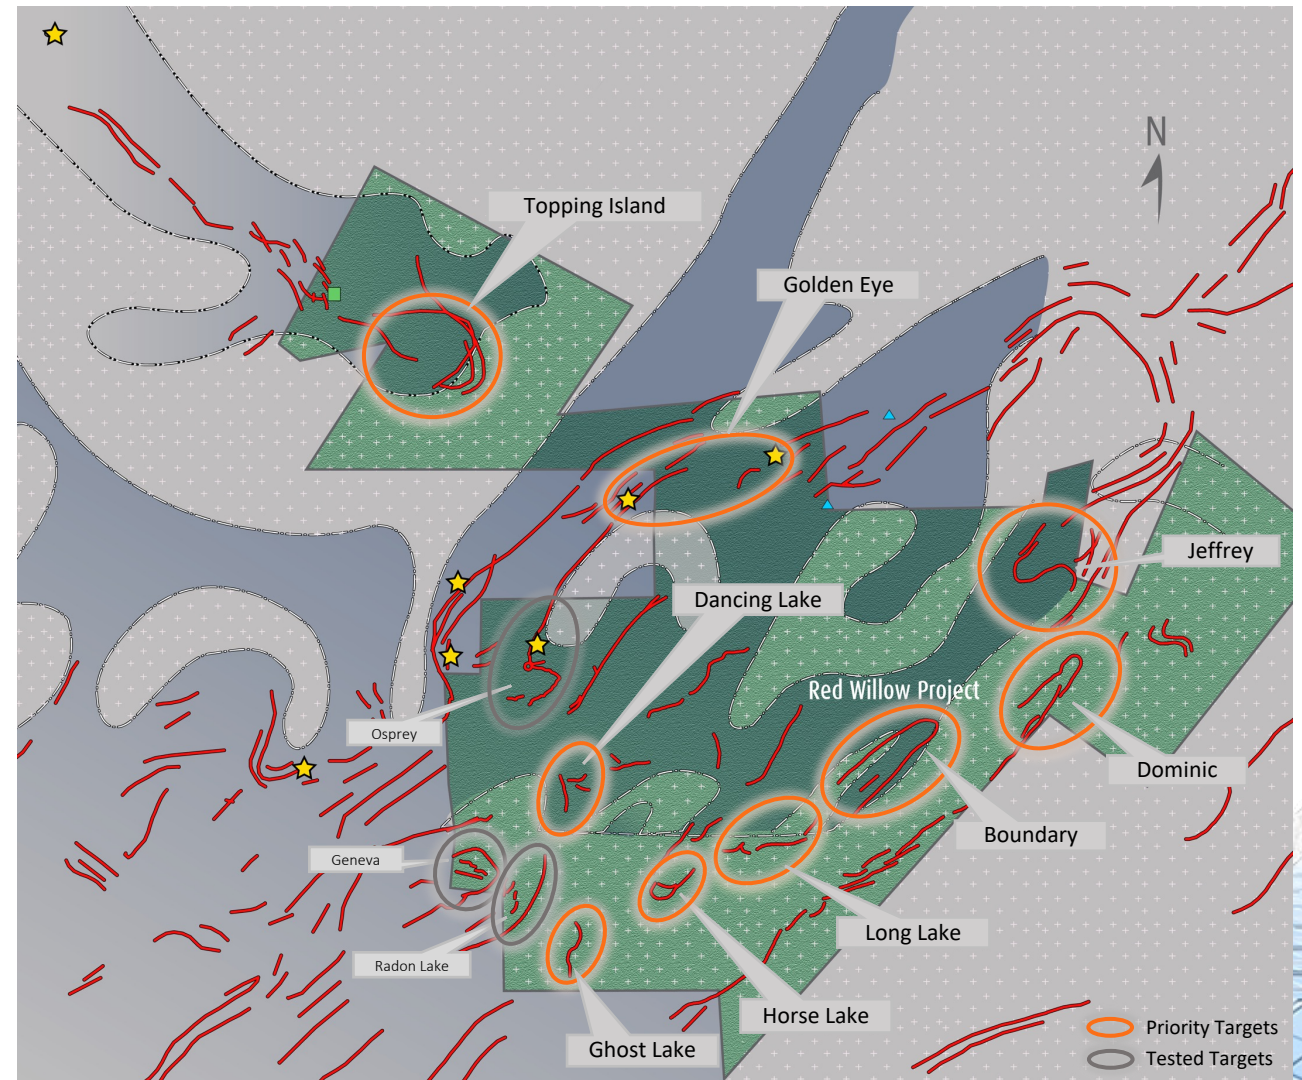 N
Topping Island
Golden Eye
Jeffrey
Dancing Lake
Red Willow Project
Osprey
Dominic
Boundary
Geneva
Long Lake
Radon Lake
Horse Lake
Ghost Lake
Priority Targets
Tested Targets